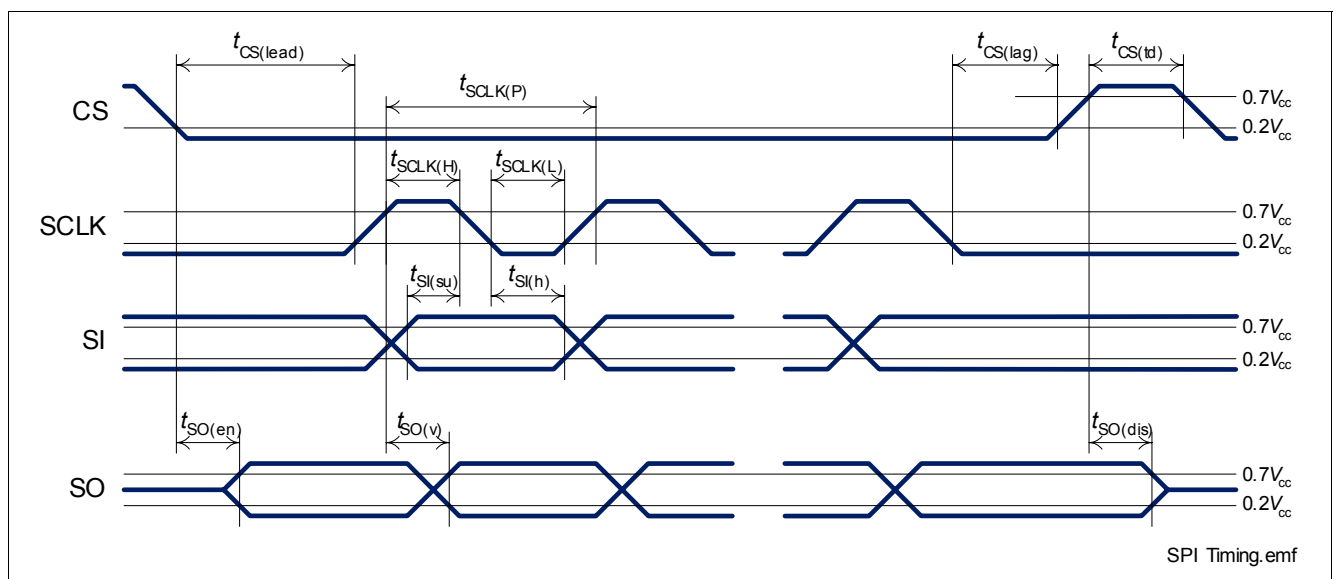 tCS(lead)
tCS(lag)
tCS(td)
tSCLK(P)
CS
0.7Vcc
0.2Vcc
tSCLK(H)
tSCLK(L)
SCLK
0.7Vcc
0.2Vcc
tSI(su)
tSI(h)
SI
0.7Vcc
0.2Vcc
tSO(en)
tSO(v)
tSO(dis)
SO
0.7Vcc
0.2Vcc
SPI Timing.emf